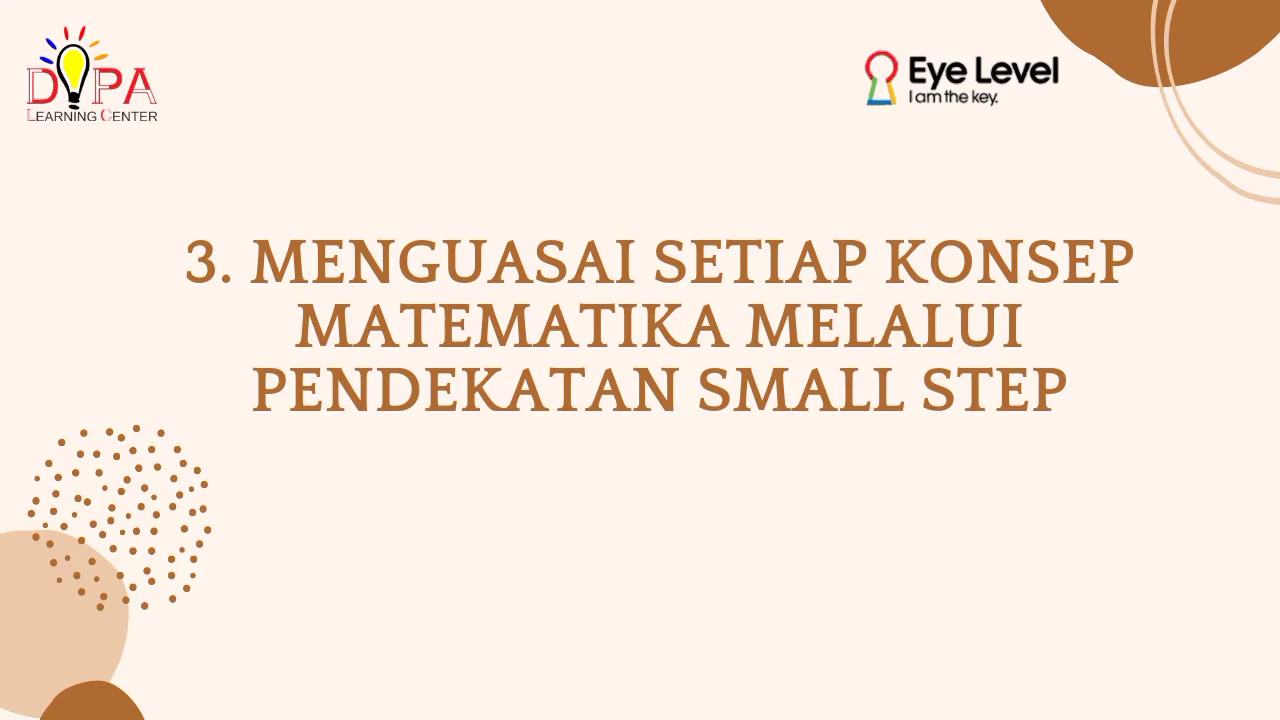 DIPA
LEARNING CENTER
Eye Level
I am the key.
3. MENGUASAI SETIAP KONSEP
MATEMATIKA MELALUI
PENDEKATAN SMALL STEP